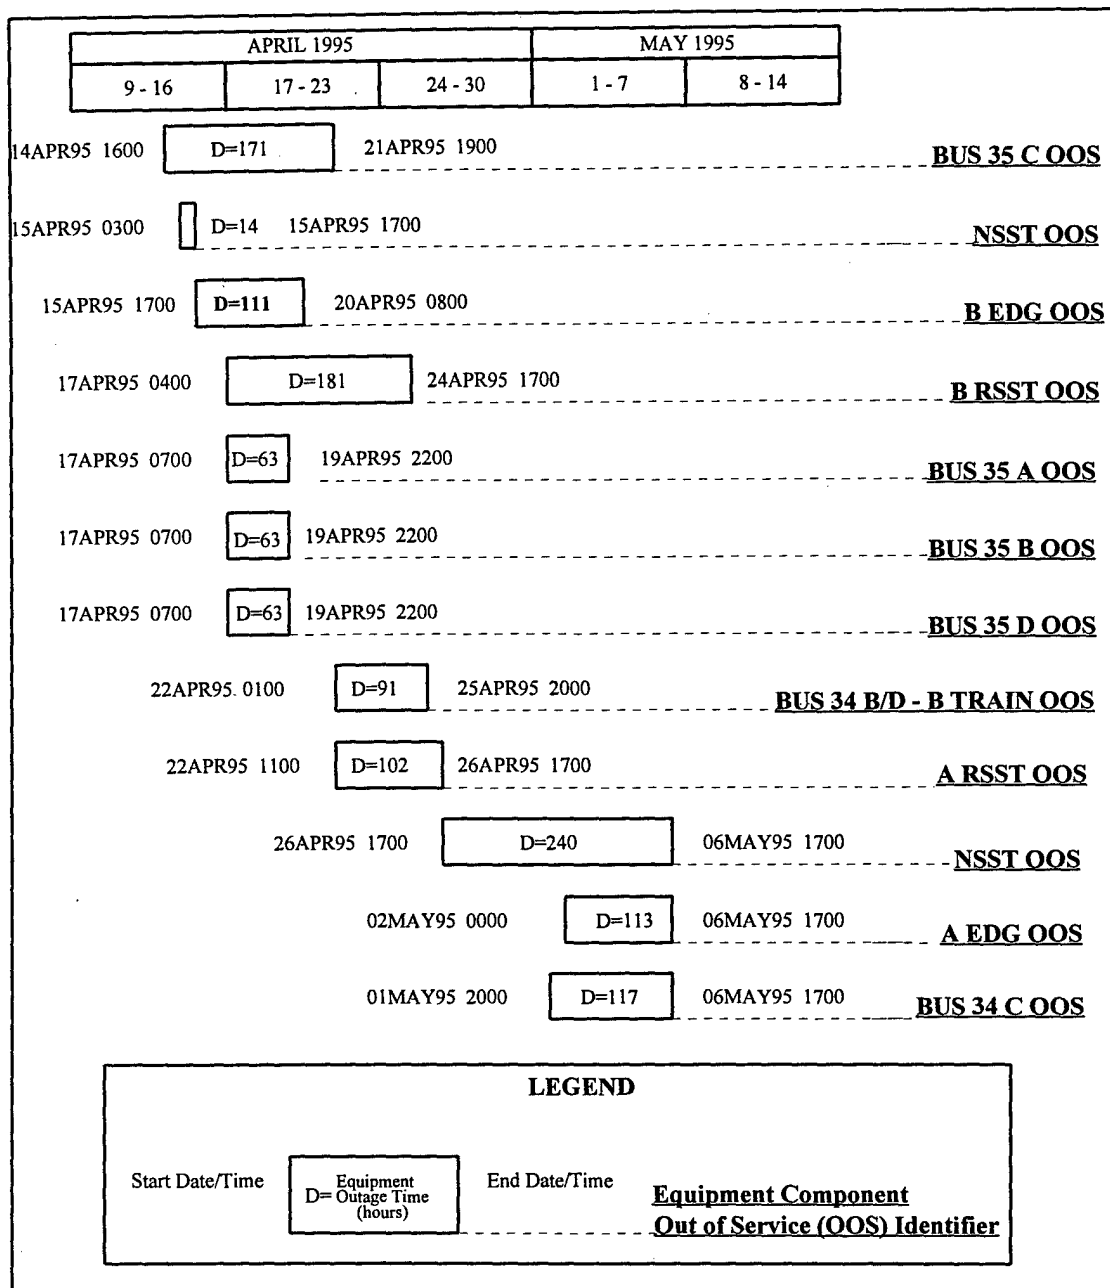 APRIL 1995 MAY 1995
9 - 16 17 - 23 24 - 30 1 - 7 8 - 14
14APR95 1600 D=171 21APR95 1900 BUS 35 C OOS
15APR95 0300 D=14 15APR95 1700 NSST OOS
15APR95 1700 D=111 20APR95 0800 B EDG OOS
17APR95 0400 D=181 24APR95 1700 B RSST OOS
17APR95 0700 D=63 19APR95 2200 BUS 35 A OOS
17APR95 0700 D=63 19APR95 2200 BUS 35 B OOS
17APR95 0700 D=63 19APR95 2200 BUS 35 D OOS
22APR95 0100 D=91 25APR95 2000 BUS 34 B/D - B TRAIN OOS
22APR95 1100 D=102 26APR95 1700 A RSST OOS
26APR95 1700 D=240 06MAY95 1700 NSST OOS
02MAY95 0000 D=113 06MAY95 1700 A EDG OOS
01MAY95 2000 D=117 06MAY95 1700 BUS 34 C OOS
LEGEND
Start Date/Time
D= Equipment
Outage Time
(hours)
End Date/Time
Equipment Component
Out of Service (OOS) Identifier